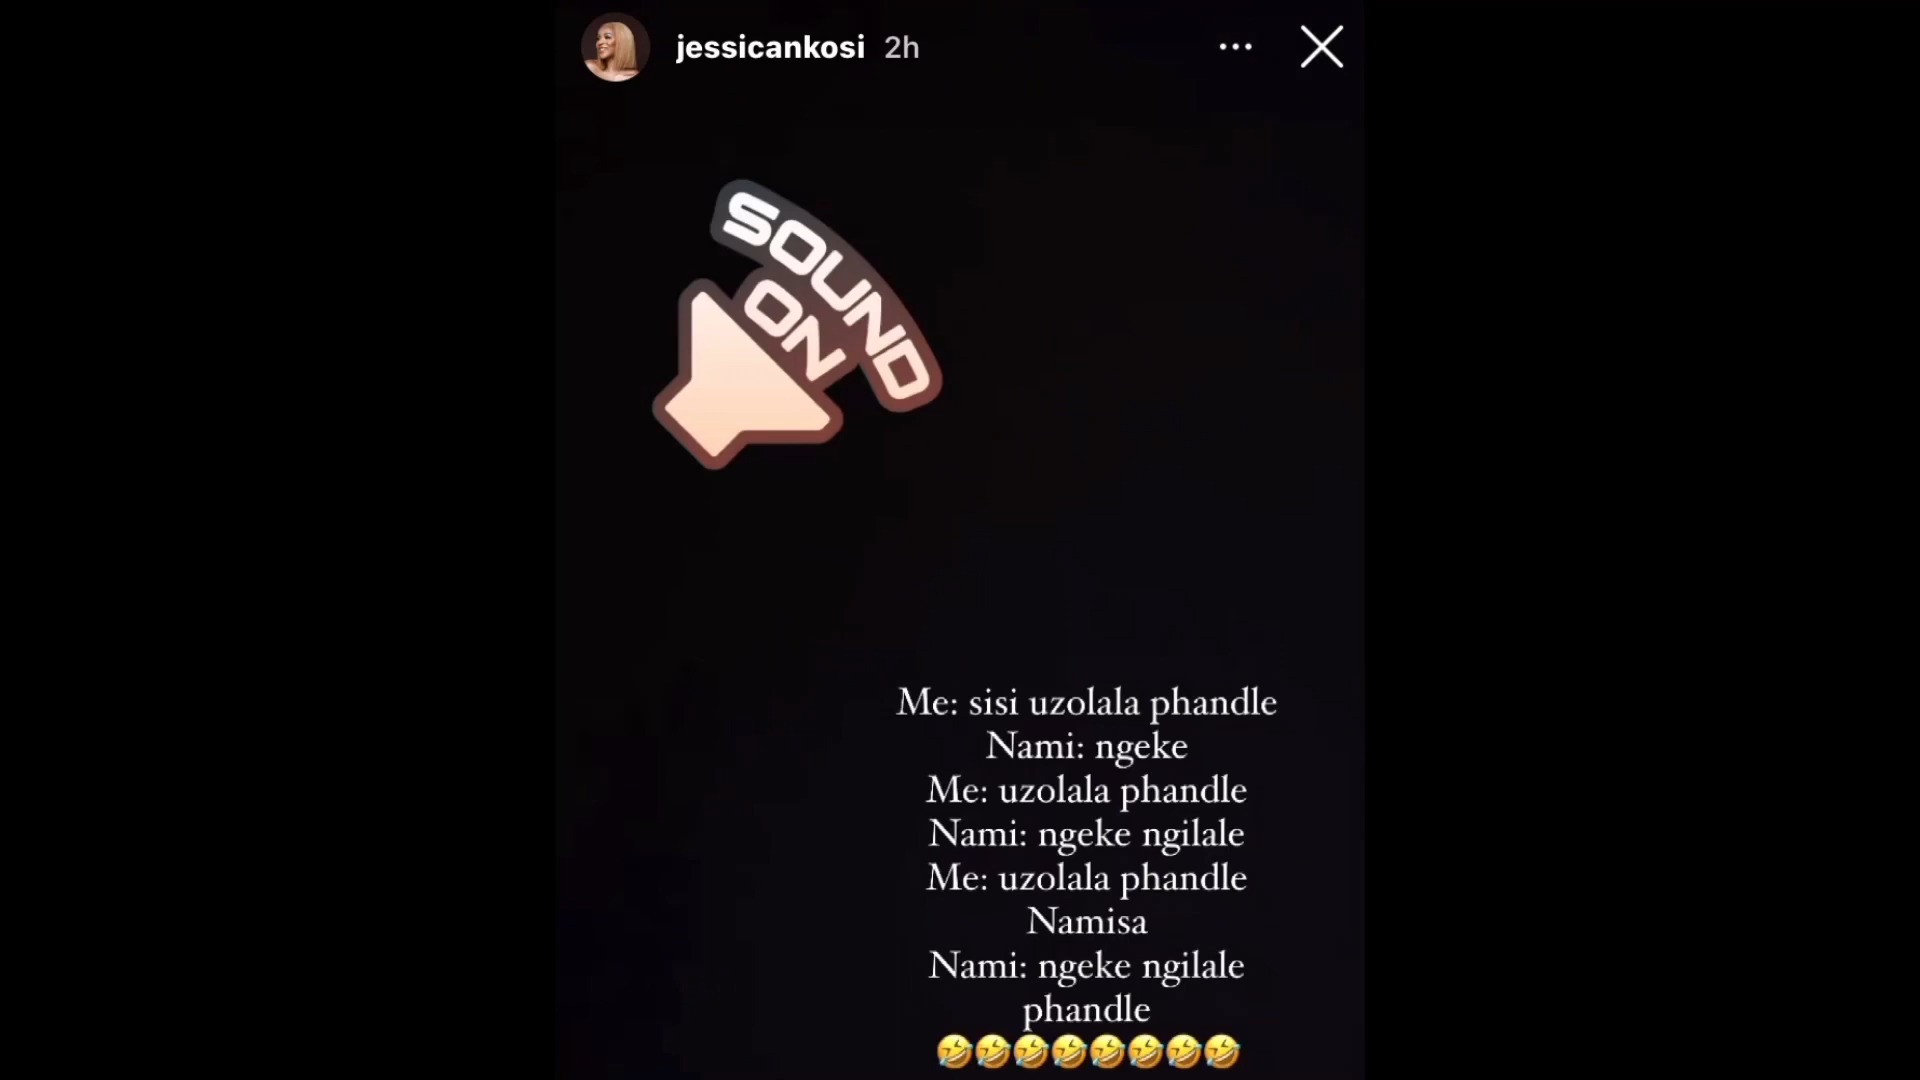 jessicankosi 2h
SOUND
ON
Me: sisi uzolala phandle
Nami: ngeke
Me: uzolala phandle
Nami: ngeke ngilale
Me: uzolala phandle
Namisa
Nami: ngeke ngilale
phandle
🤣🤣🤣🤣🤣🤣🤣🤣